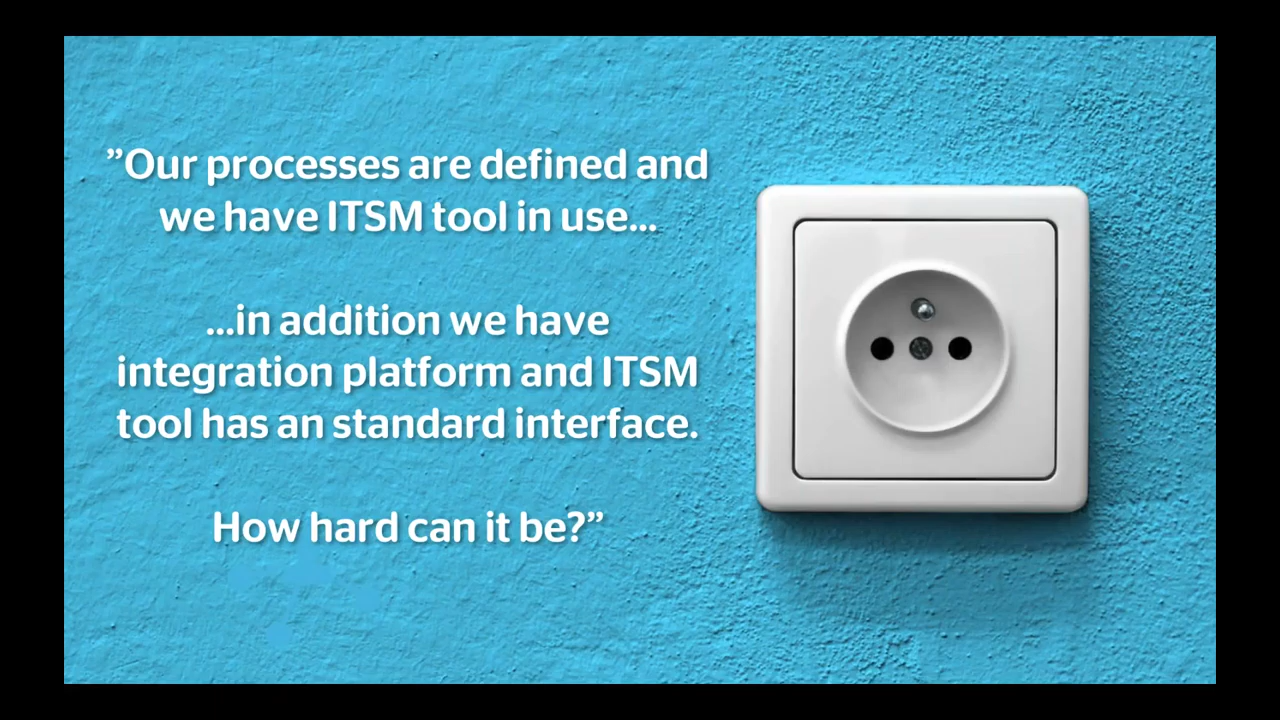 ”Our processes are defined and
we have ITSM tool in use...
...in addition we have
integration platform and ITSM
tool has an standard interface.
How hard can it be?”